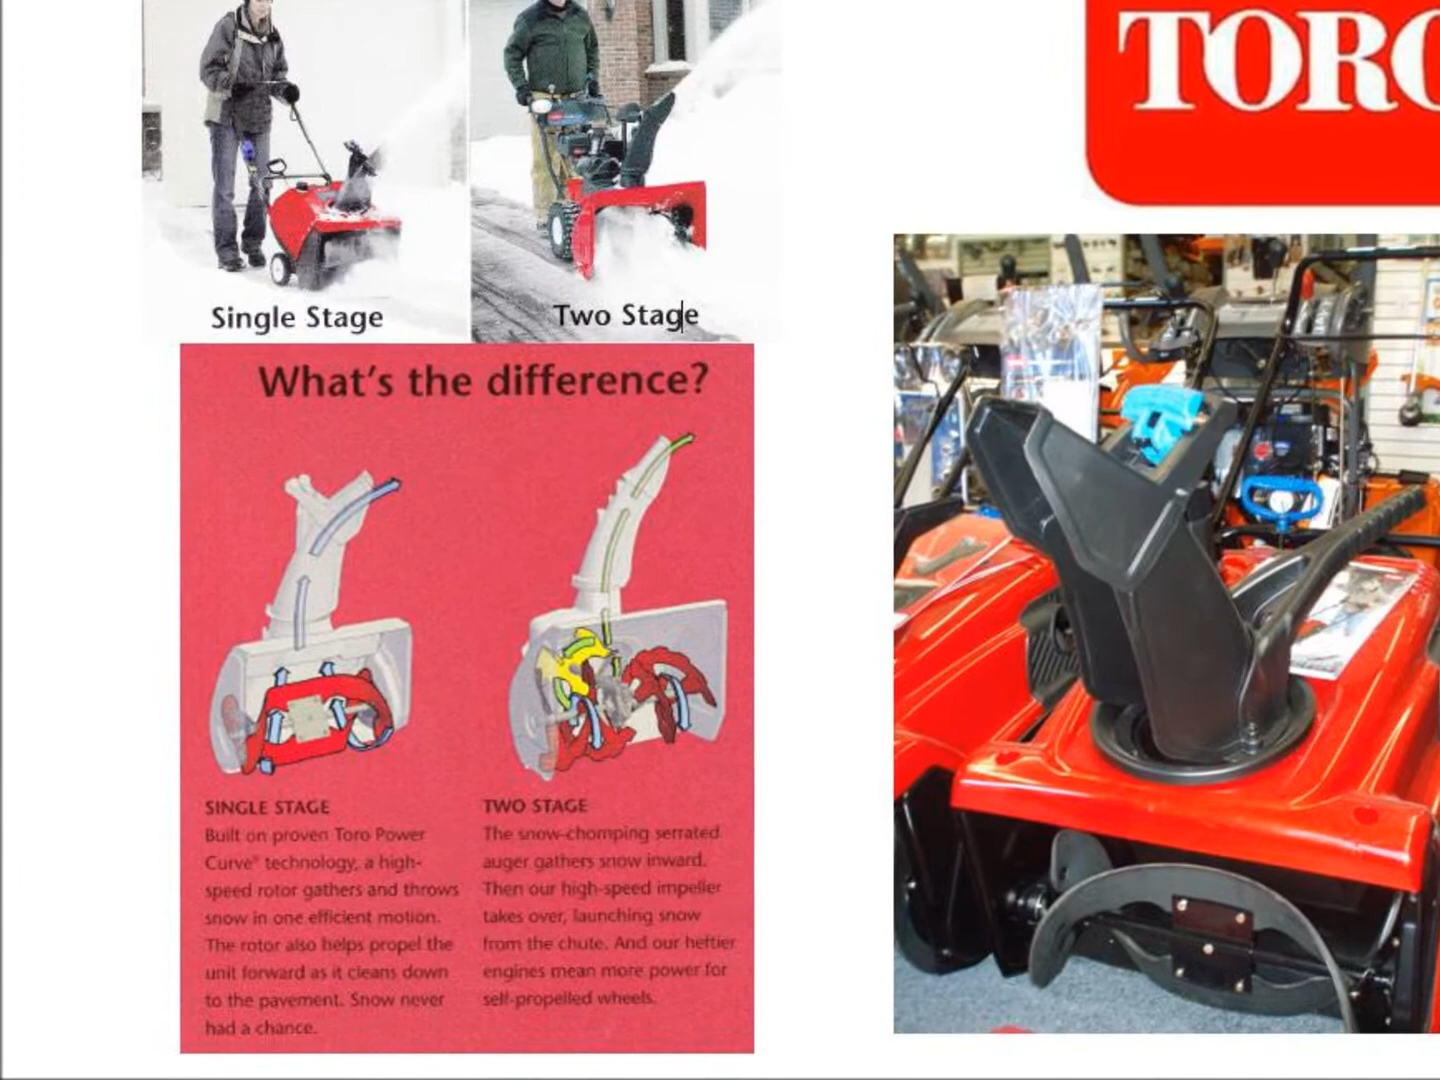 TORO
Single Stage
Two Stage
What's the difference?
SINGLE STAGE
Built on proven Toro Power
Curve® technology, a high-
speed rotor gathers and throws
snow in one efficient motion.
The rotor also helps propel the
unit forward as it cleans down
to the pavement. Snow never
had a chance.
TWO STAGE
The snow-chomping serrated
auger gathers snow inward.
Then our high-speed impeller
takes over, launching snow
from the chute. And our heftier
engines mean more power for
self-propelled wheels.